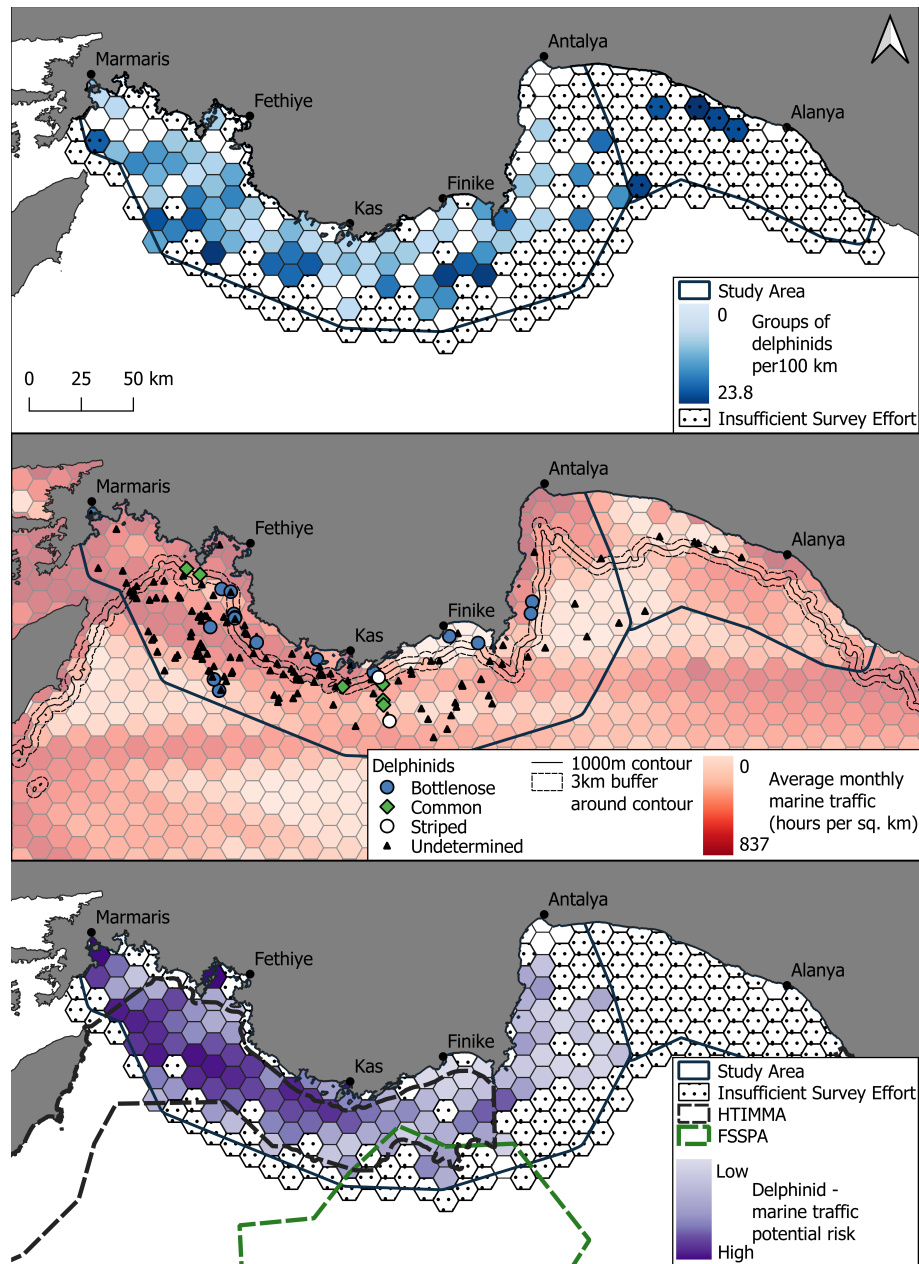 Antalya
Marmaris
Fethiye
Alanya
Finike
Kas
Study Area
0
Groups of
delphinids
per100 km
23.8
Insufficient Survey Effort
0 25 50 km
Antalya
Marmaris
Fethiye
Alanya
Finike
Kas
Delphinids
Bottlenose
Common
Striped
Undetermined
1000m contour
3km buffer
around contour
0
Average monthly
marine traffic
(hours per sq. km)
837
Antalya
Marmaris
Fethiye
Alanya
Finike
Kas
Study Area
Insufficient Survey Effort
HTIMMA
FSSPA
Low
Delphinid -
marine traffic
potential risk
High